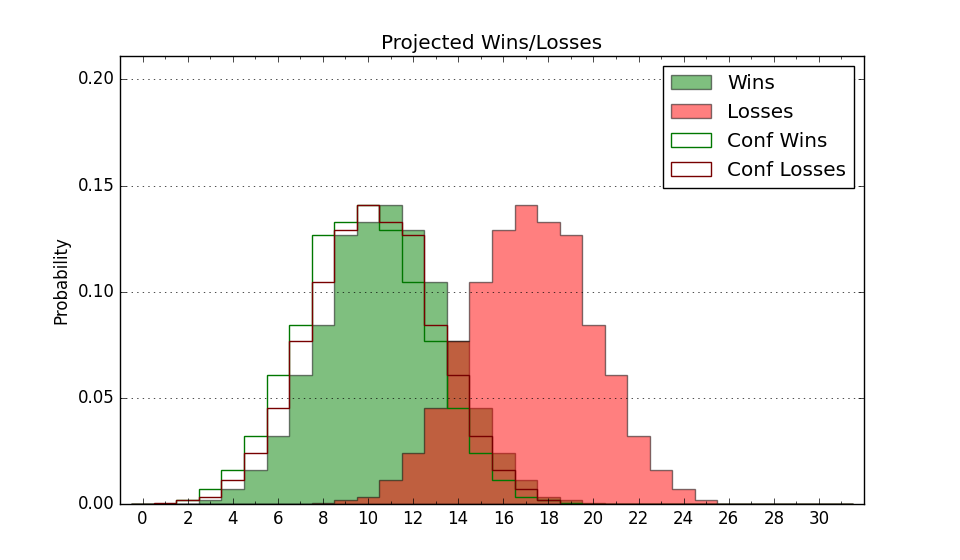 Projected Wins/Losses
0.20
0.15
0.10
0.05
0.00
Probability
Wins
Losses
Conf Wins
Conf Losses
0 2 4 6 8 10 12 14 16 18 20 22 24 26 28 30